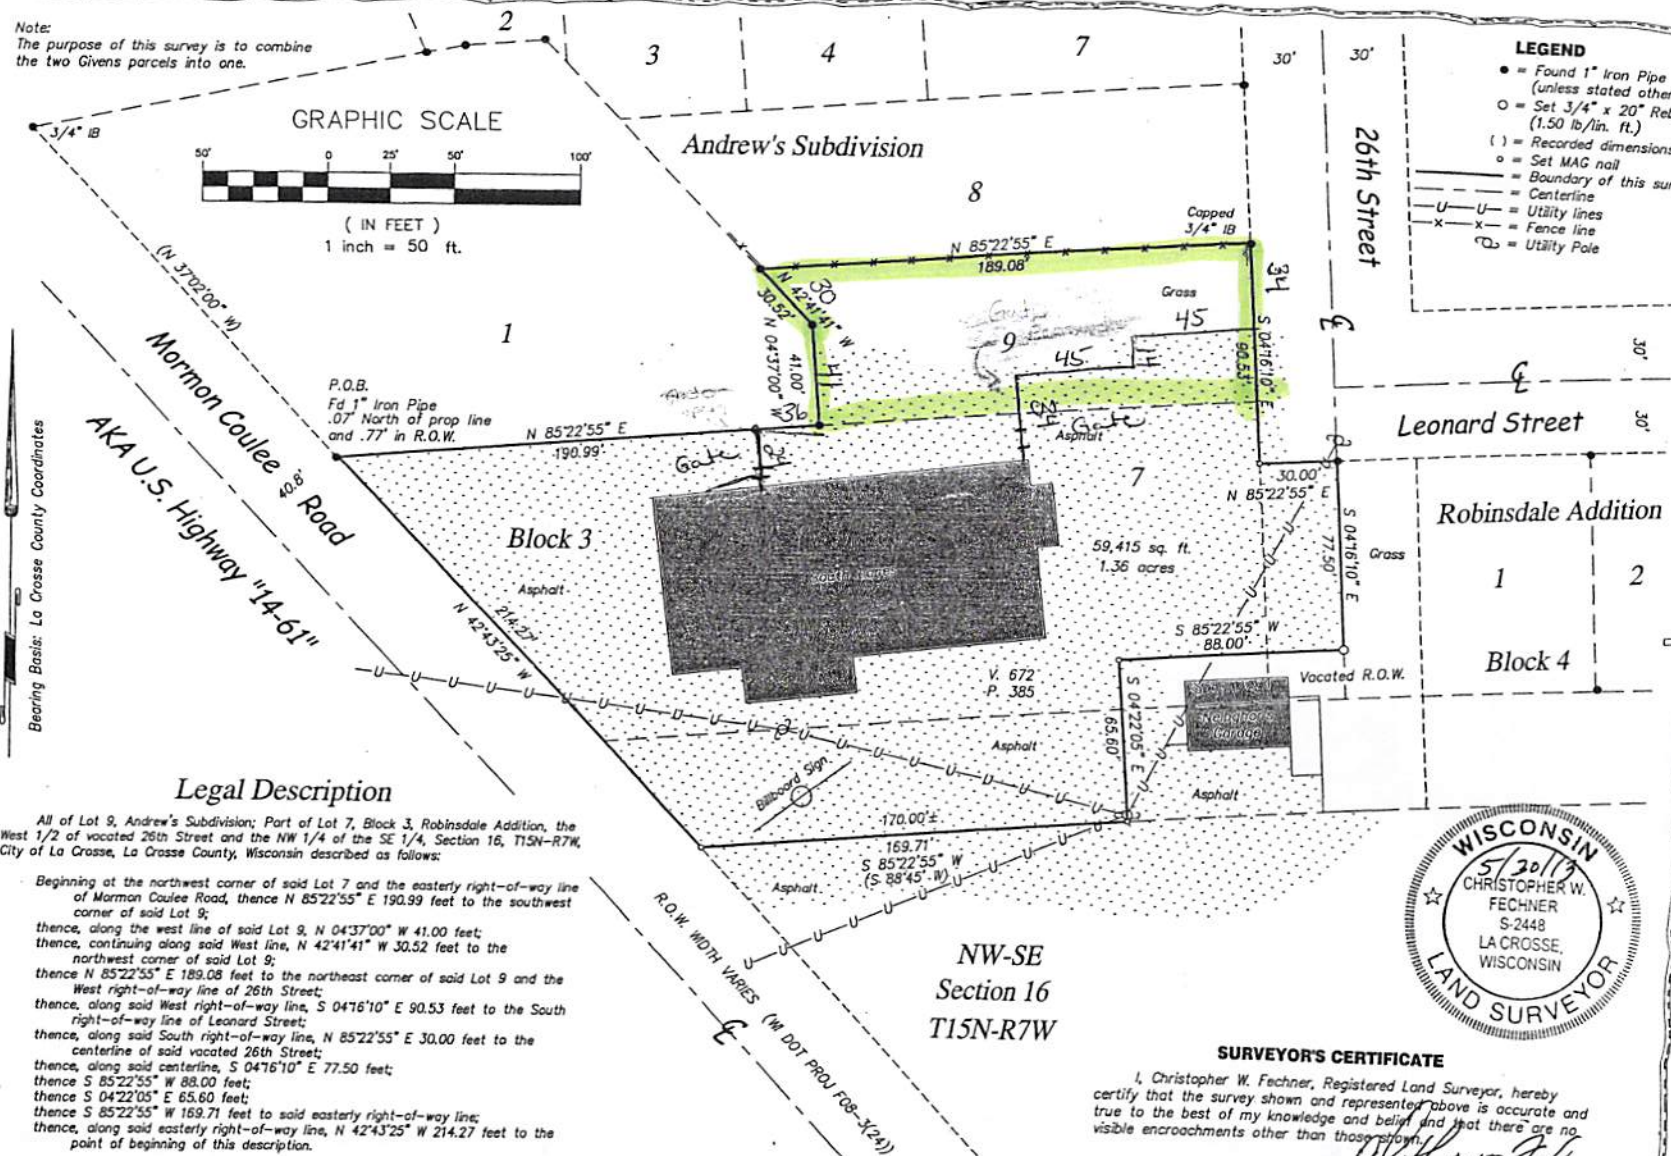 Note:
The purpose of this survey is to combine
the two Givens parcels into one.
2
3
4
7
30'
30'
LEGEND
● = Found 1" Iron Pipe
(unless stated other
○ = Set 3/4" x 20" Re
(1.50 lb/lin. ft.)
( ) = Recorded dimensions
○ = Set MAG nail
= Boundary of this sur
= Centerline
—U—U— = Utility lines
—x—x— = Fence line
= Utility Pole
3/4" IB
GRAPHIC SCALE
50' 0 25' 50' 100'
( IN FEET )
1 inch = 50 ft.
Andrew's Subdivision
8
26th Street
Capped
3/4" IB
N 85°22'55" E
189.08'
34
30
N 42°41'41" W
30.52'
Grass
45
9
45
11
S 04°16'10" E
90.53'
N 04°37'00" W
41.00'
41
36
(N 37°02'00" W)
1
Mormon Coulee Road
40.8'
AKA U.S. Highway "14-61"
P.O.B.
Fd 1" Iron Pipe
.07' North of prop line
and .77' in R.O.W.
N 85°22'55" E
190.99'
Gate
34
Gate
Asphalt
℄
℄
30'
Leonard Street
30'
30.00'
N 85°22'55" E
7
Block 3
Asphalt
59,415 sq. ft.
1.36 acres
S 04°16'10" E
77.50'
Grass
Robinsdale Addition
1
2
Block 4
N 42°43'25" W
214.27'
S 85°22'55" W
88.00'
V. 672
P. 385
Vacated R.O.W.
S 04°22'05" E
65.60'
Garage
Asphalt
Asphalt
Billboard Sign
170.00'±
169.71'
S 85°22'55" W
(S 88°45' W)
Asphalt
Bearing Basis: La Crosse County Coordinates
Legal Description
All of Lot 9, Andrew's Subdivision; Part of Lot 7, Block 3, Robinsdale Addition, the
West 1/2 of vacated 26th Street and the NW 1/4 of the SE 1/4, Section 16, T15N-R7W,
City of La Crosse, La Crosse County, Wisconsin described as follows:
Beginning at the northwest corner of said Lot 7 and the easterly right-of-way line
of Mormon Coulee Road, thence N 85°22'55" E 190.99 feet to the southwest
corner of said Lot 9;
thence, along the west line of said Lot 9, N 04°37'00" W 41.00 feet;
thence, continuing along said West line, N 42°41'41" W 30.52 feet to the
northwest corner of said Lot 9;
thence N 85°22'55" E 189.08 feet to the northeast corner of said Lot 9 and the
West right-of-way line of 26th Street;
thence, along said West right-of-way line, S 04°16'10" E 90.53 feet to the South
right-of-way line of Leonard Street;
thence, along said South right-of-way line, N 85°22'55" E 30.00 feet to the
centerline of said vacated 26th Street;
thence, along said centerline, S 04°16'10" E 77.50 feet;
thence S 85°22'55" W 88.00 feet;
thence S 04°22'05" E 65.60 feet;
thence S 85°22'55" W 169.71 feet to said easterly right-of-way line;
thence, along said easterly right-of-way line, N 42°43'25" W 214.27 feet to the
point of beginning of this description.
R.O.W. WIDTH VARIES (WI DOT PROJ F08-3(24))
℄
NW-SE
Section 16
T15N-R7W
WISCONSIN
5/30/13
CHRISTOPHER W.
FECHNER
S-2448
LA CROSSE,
WISCONSIN
LAND SURVEYOR
SURVEYOR'S CERTIFICATE
I, Christopher W. Fechner, Registered Land Surveyor, hereby
certify that the survey shown and represented above is accurate and
true to the best of my knowledge and belief and that there are no
visible encroachments other than those shown.